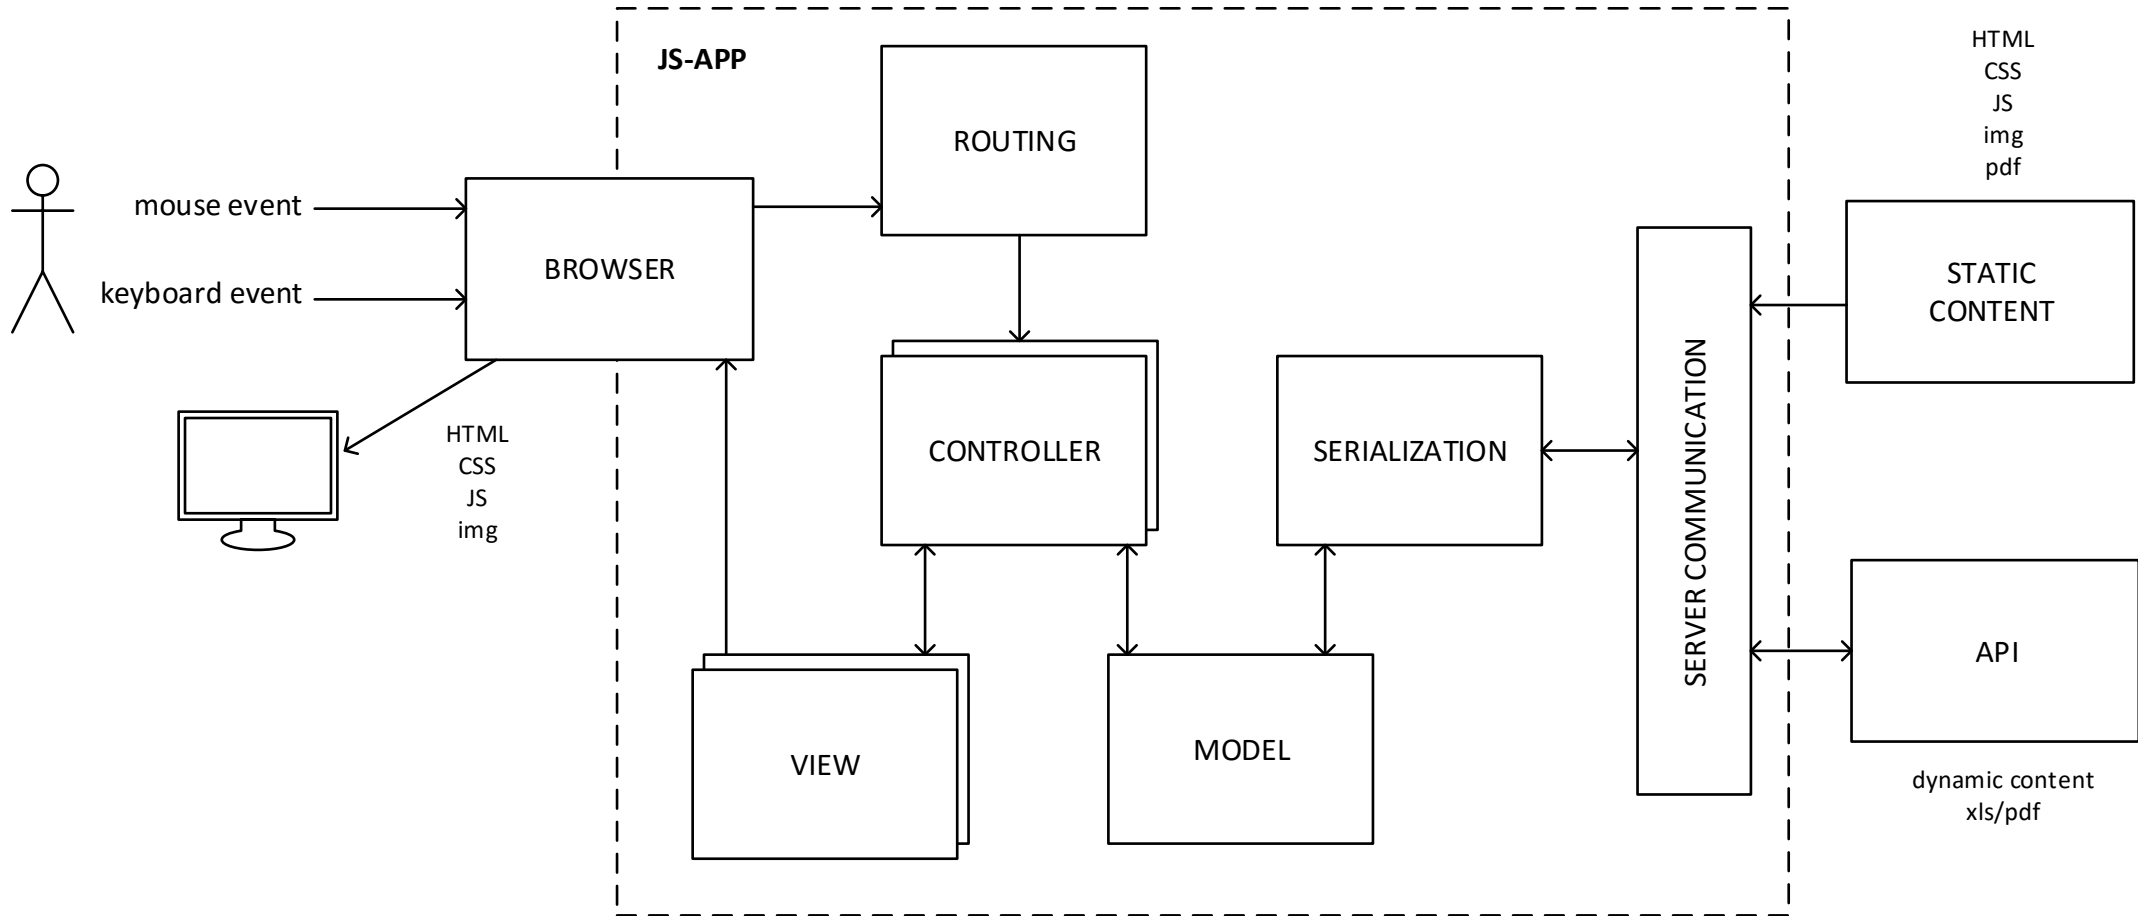 JS-APP
HTML
CSS
JS
img
pdf
ROUTING
mouse event
BROWSER
keyboard event
STATIC
CONTENT
HTML
CSS
JS
img
CONTROLLER
SERIALIZATION
SERVER COMMUNICATION
API
VIEW
MODEL
dynamic content
xls/pdf